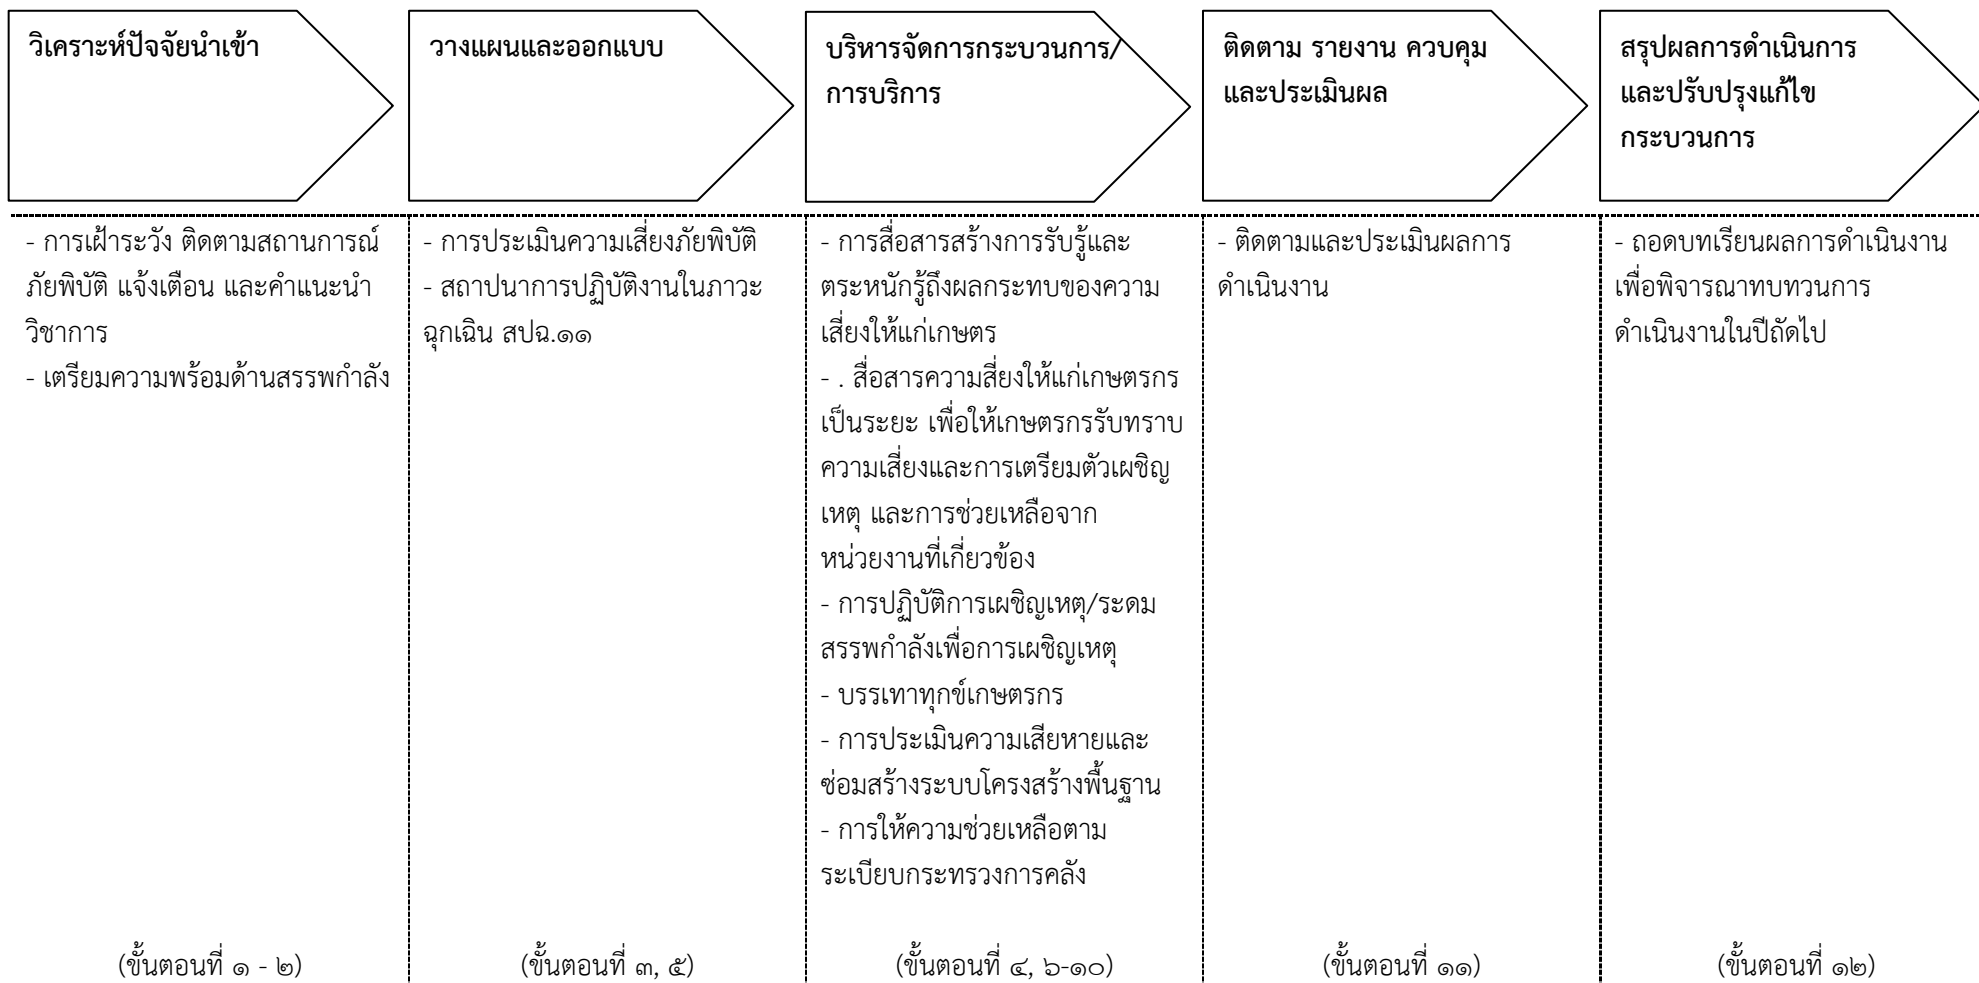 วิเคราะห์ปัจจัยนำเข้า
วางแผนและออกแบบ
บริหารจัดการกระบวนการ/
การบริการ
ติดตาม รายงาน ควบคุม
และประเมินผล
สรุปผลการดำเนินการ
และปรับปรุงแก้ไข
กระบวนการ
- การเฝ้าระวัง ติดตามสถานการณ์
ภัยพิบัติ แจ้งเตือน และคำแนะนำ
วิชาการ
- เตรียมความพร้อมด้านสรรพกำลัง
(ขั้นตอนที่ ๑ - ๒)
- การประเมินความเสี่ยงภัยพิบัติ
- สถาปนาการปฏิบัติงานในภาวะ
ฉุกเฉิน สปฉ.๑๑
(ขั้นตอนที่ ๓, ๕)
- การสื่อสารสร้างการรับรู้และ
ตระหนักรู้ถึงผลกระทบของความ
เสี่ยงให้แก่เกษตร
- . สื่อสารความสี่ยงให้แก่เกษตรกร
เป็นระยะ เพื่อให้เกษตรกรรับทราบ
ความเสี่ยงและการเตรียมตัวเผชิญ
เหตุ และการช่วยเหลือจาก
หน่วยงานที่เกี่ยวข้อง
- การปฏิบัติการเผชิญเหตุ/ระดม
สรรพกำลังเพื่อการเผชิญเหตุ
- บรรเทาทุกข์เกษตรกร
- การประเมินความเสียหายและ
ซ่อมสร้างระบบโครงสร้างพื้นฐาน
- การให้ความช่วยเหลือตาม
ระเบียบกระทรวงการคลัง
(ขั้นตอนที่ ๔, ๖-๑๐)
- ติดตามและประเมินผลการ
ดำเนินงาน
(ขั้นตอนที่ ๑๑)
- ถอดบทเรียนผลการดำเนินงาน
เพื่อพิจารณาทบทวนการ
ดำเนินงานในปีถัดไป
(ขั้นตอนที่ ๑๒)